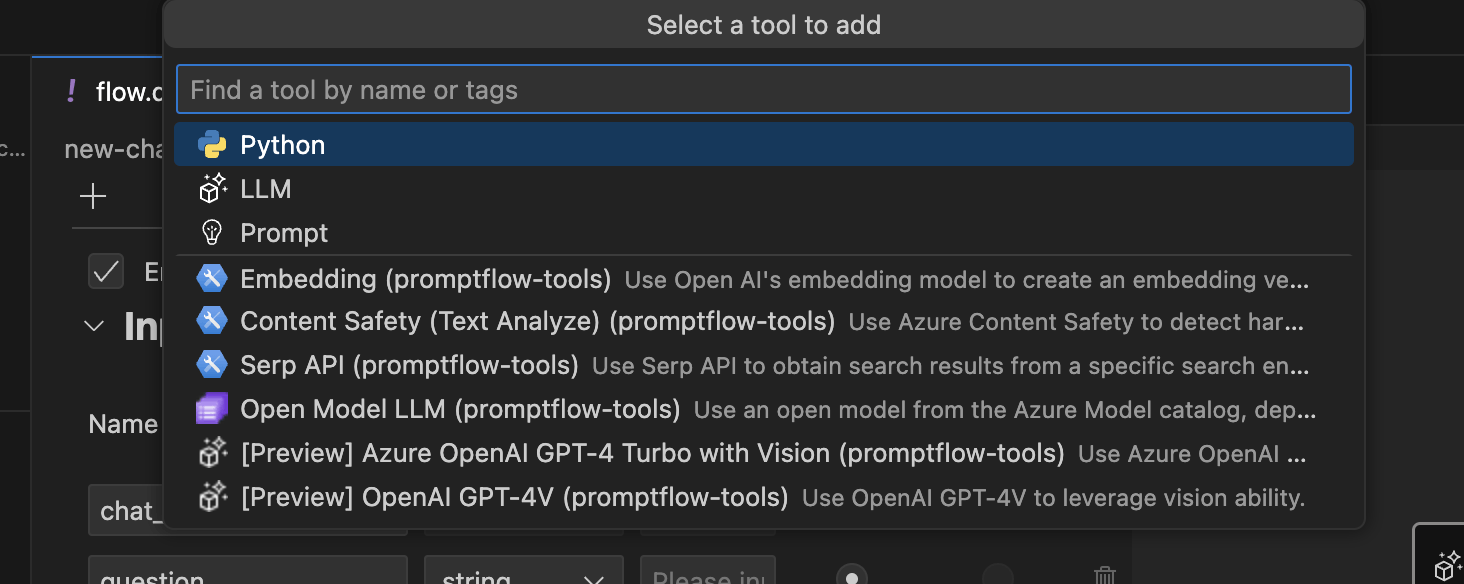 Select a tool to add
Find a tool by name or tags
! flow.d
new-cha
Python
LLM
Prompt
Embedding (promptflow-tools) Use Open AI's embedding model to create an embedding ve...
Content Safety (Text Analyze) (promptflow-tools) Use Azure Content Safety to detect har...
Serp API (promptflow-tools) Use Serp API to obtain search results from a specific search en...
Open Model LLM (promptflow-tools) Use an open model from the Azure Model catalog, dep...
Name
[Preview] Azure OpenAI GPT-4 Turbo with Vision (promptflow-tools) Use Azure OpenAI ...
[Preview] OpenAI GPT-4V (promptflow-tools) Use OpenAI GPT-4V to leverage vision ability.
chat_
question string